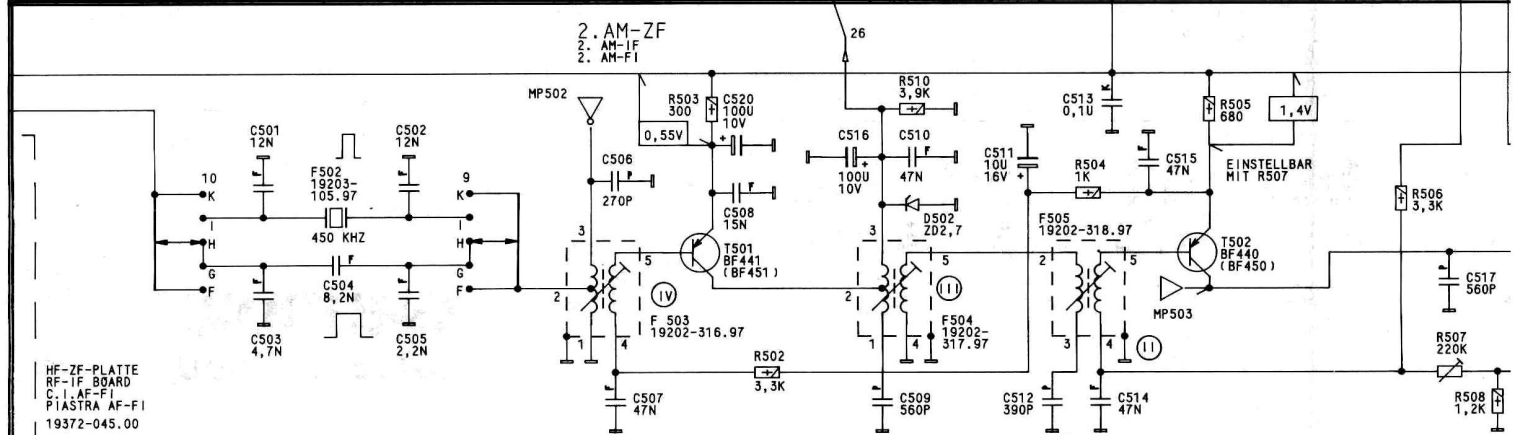 2.AM-ZF
2. AM-IF
2. AM-FI
26
MP502
R503
300
C520
100U
10V
0,55V
R510
3,9K
C513
0,1U
K
R505
680
1,4V
C501
12N
F
F502
19203-
105.97
450 KHZ
C502
12N
F
10
K
I
H
G
F
9
K
I
H
G
F
C506
270P
P
C508
15N
F
C516
100U
10V
C510
47N
F
C511
10U
16V
R504
1K
C515
47N
F
EINSTELLBAR
MIT R507
R506
3,3K
D502
ZD2,7
C504
8,2N
F
C503
4,7N
F
C505
2,2N
F
3
5
2
1
4
IV
F 503
19202-316.97
T501
BF441
(BF451)
3
5
2
1
4
III
F504
19202-
317.97
F505
19202-318.97
2
5
3
4
II
T502
BF440
(BF450)
MP503
C517
560P
P
R502
3,3K
C507
47N
F
C509
560P
P
C512
390P
P
C514
47N
F
R507
220K
R508
1,2K
HF-ZF-PLATTE
RF-IF BOARD
C.I.AF-FI
PIASTRA AF-FI
19372-045.00